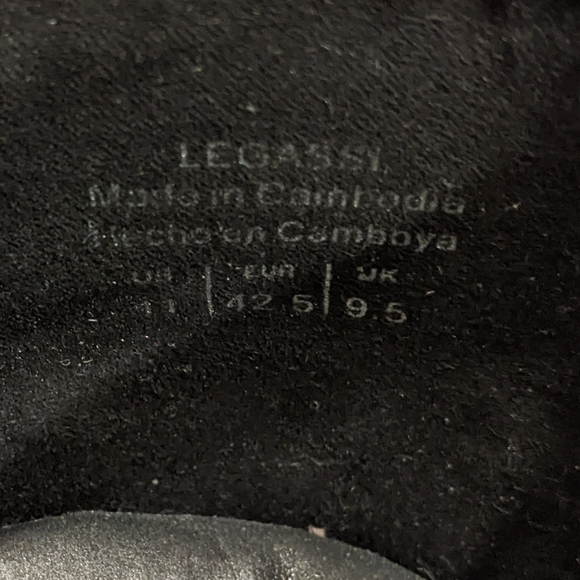 LEGASSI
Made in Cambodia
Hecho en Camboya
US | EUR | UK
11 | 42.5 | 9.5